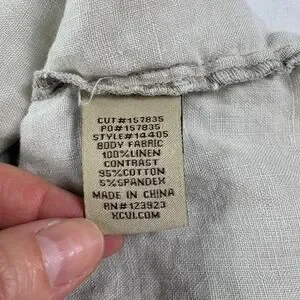 CUT#157835
PO#157835
STYLE#14405
BODY FABRIC
100%LINEN
CONTRAST
95%COTTON
5%SPANDEX
MADE IN CHINA
RN#123923
XCVI.COM